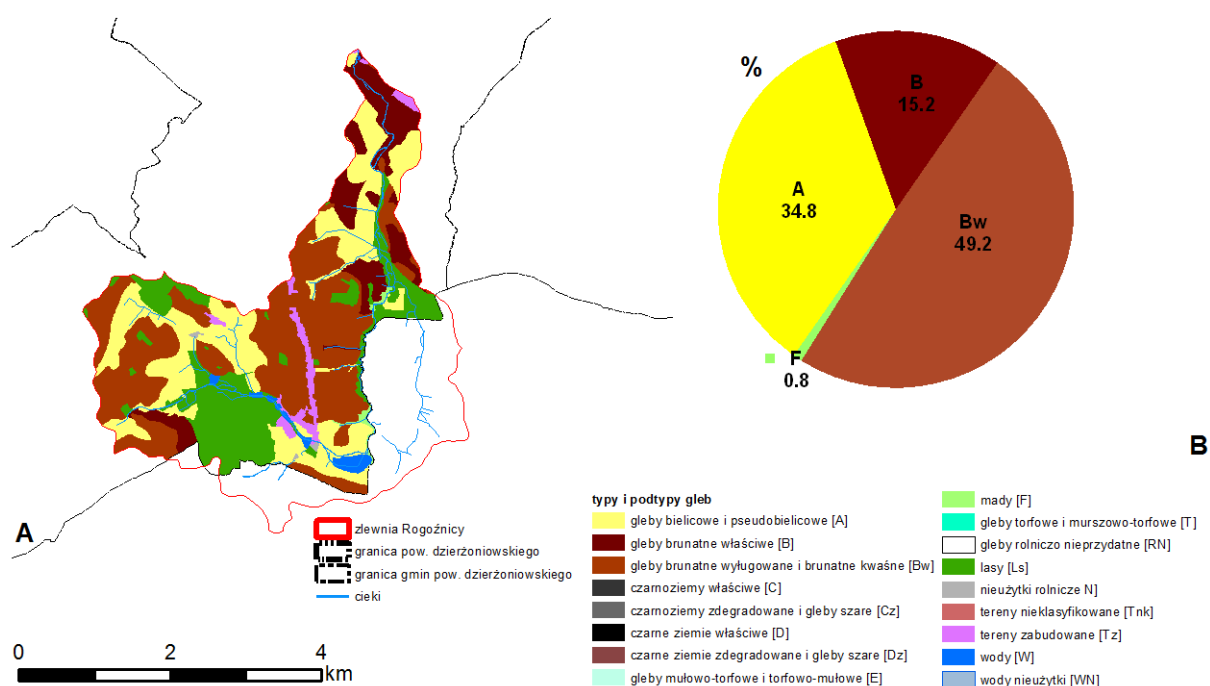 %
B
15.2
A
34.8
Bw
49.2
F
0.8
B
A
zlewnia Rogoźnicy
granica pow. dzierżoniowskiego
granica gmin pow. dzierżoniowskiego
cieki
0 2 4
km
typy i podtypy gleb
gleby bielicowe i pseudobielicowe [A]
gleby brunatne właściwe [B]
gleby brunatne wyługowane i brunatne kwaśne [Bw]
czarnoziemy właściwe [C]
czarnoziemy zdegradowane i gleby szare [Cz]
czarne ziemie właściwe [D]
czarne ziemie zdegradowane i gleby szare [Dz]
gleby mułowo-torfowe i torfowo-mułowe [E]
mady [F]
gleby torfowe i murszowo-torfowe [T]
gleby rolniczo nieprzydatne [RN]
lasy [Ls]
nieużytki rolnicze N]
tereny nieklasyfikowane [Tnk]
tereny zabudowane [Tz]
wody [W]
wody nieużytki [WN]